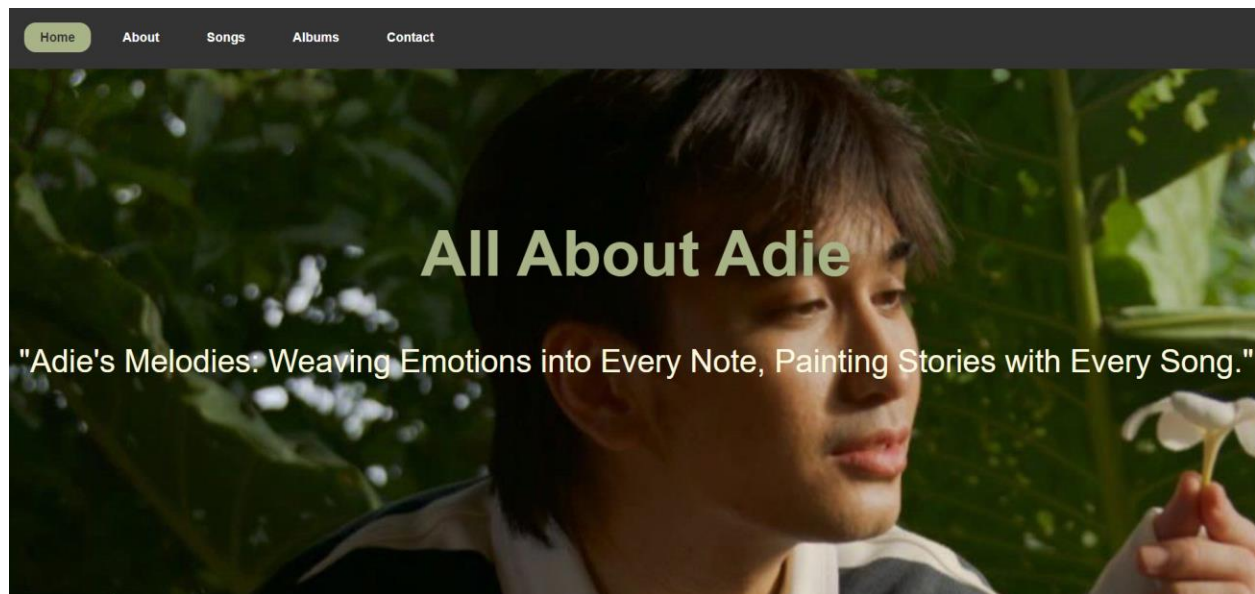 Home About Songs Albums Contact
All About Adie
"Adie's Melodies: Weaving Emotions into Every Note, Painting Stories with Every Song."